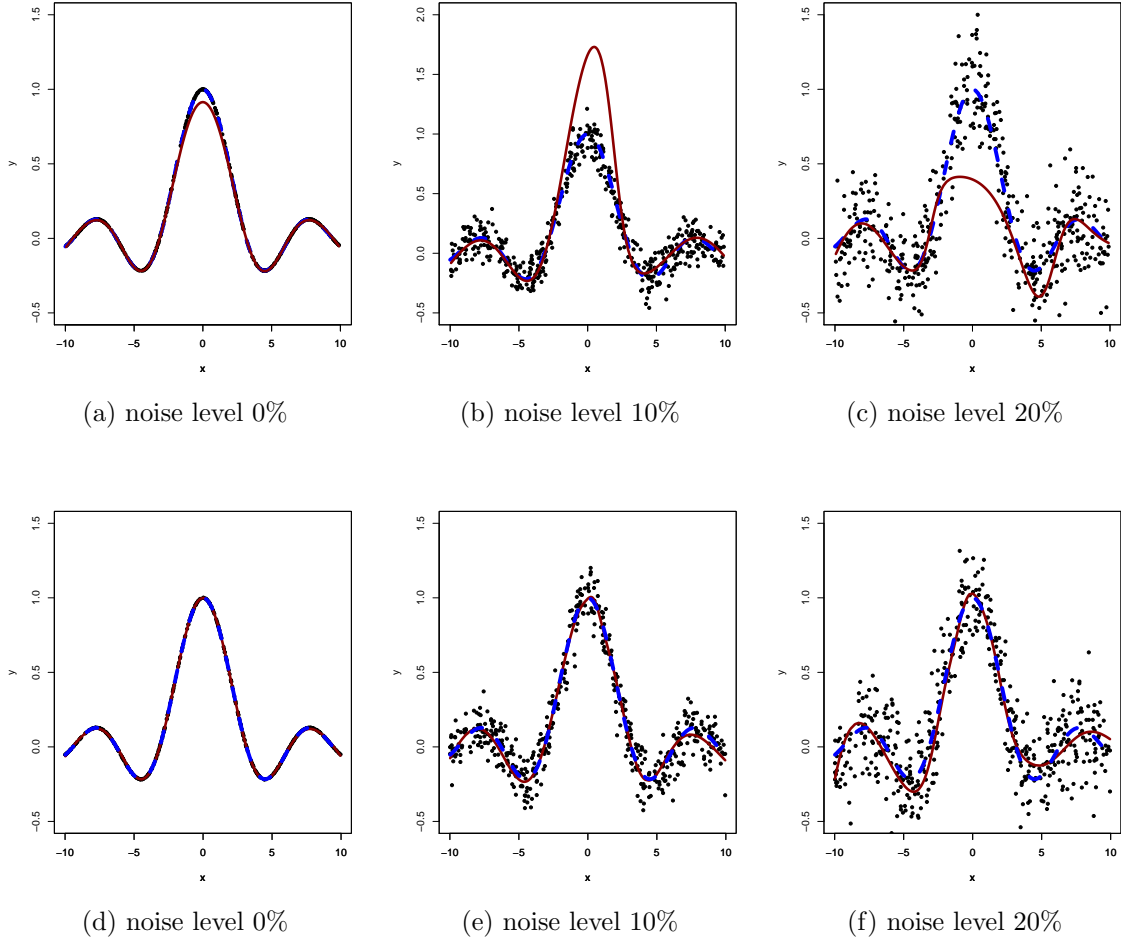 1.5
1.0
0.5
0.0
−0.5
y
−10 −5 0 5 10
x
(a) noise level 0%
2.0
1.5
1.0
0.5
0.0
−0.5
y
−10 −5 0 5 10
x
(b) noise level 10%
1.5
1.0
0.5
0.0
−0.5
y
−10 −5 0 5 10
x
(c) noise level 20%
1.5
1.0
0.5
0.0
−0.5
y
−10 −5 0 5 10
x
(d) noise level 0%
1.5
1.0
0.5
0.0
−0.5
y
−10 −5 0 5 10
x
(e) noise level 10%
1.5
1.0
0.5
0.0
−0.5
y
−10 −5 0 5 10
x
(f) noise level 20%